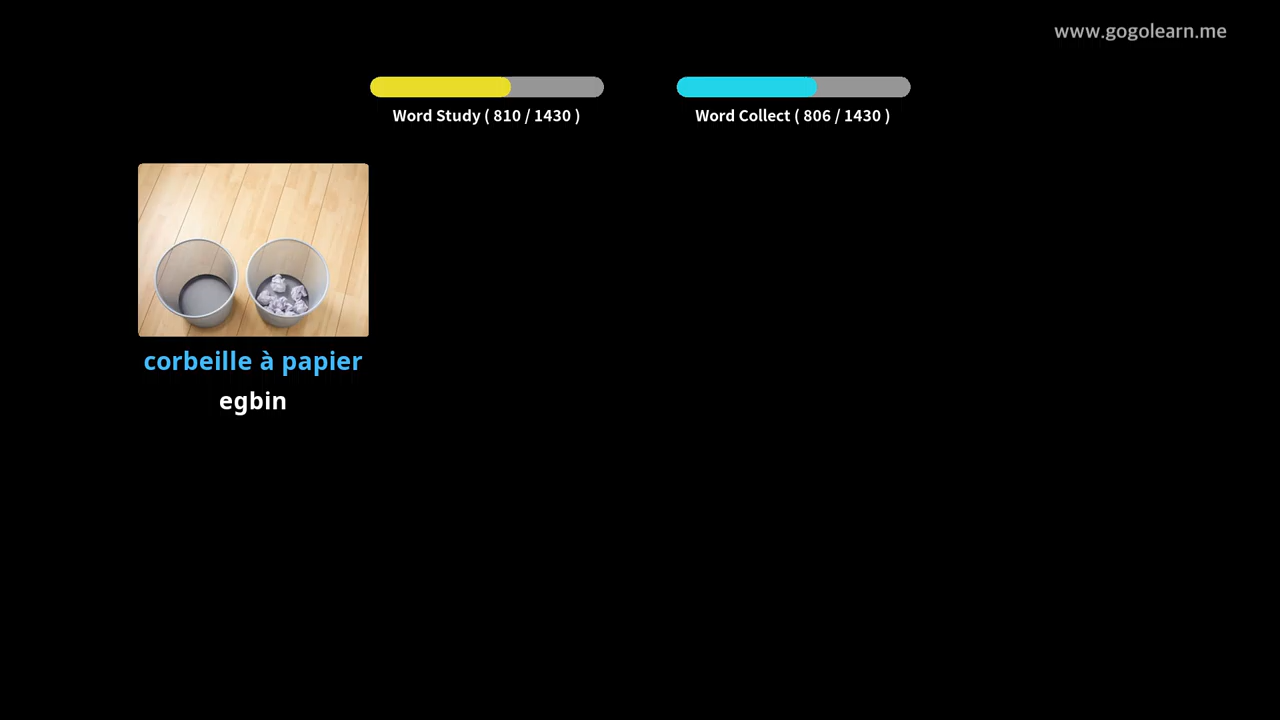 www.gogolearn.me
Word Study ( 810 / 1430 )
Word Collect ( 806 / 1430 )
corbeille à papier
egbin